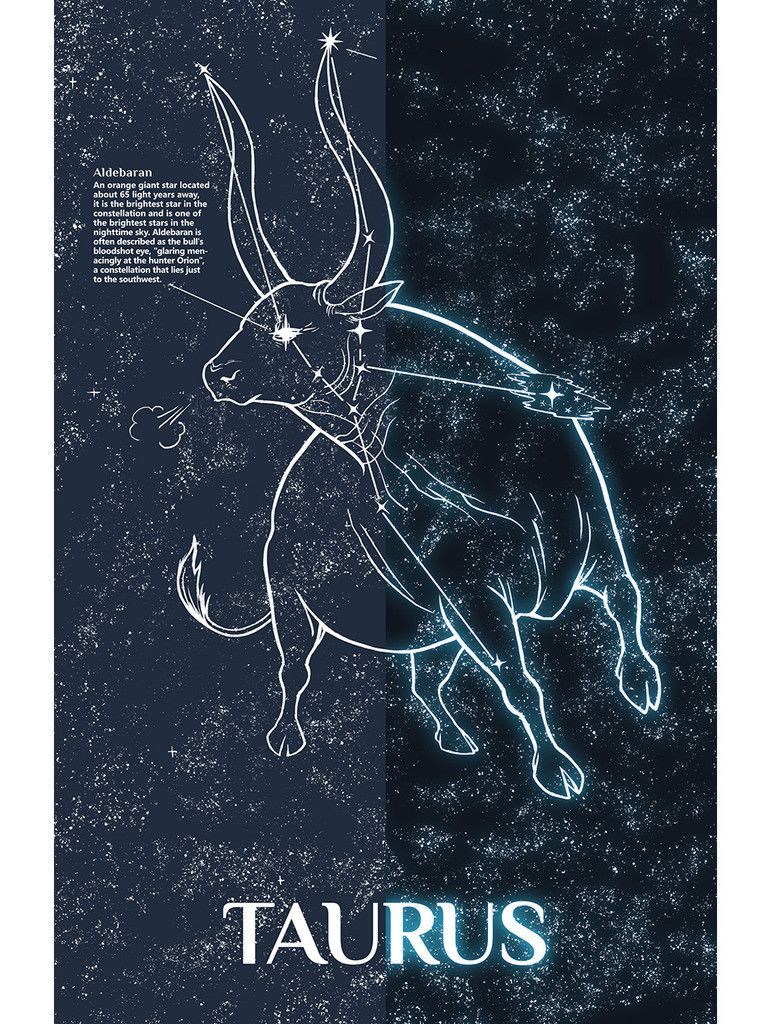 Aldebaran
An orange giant star located
about 65 light years away,
it is the brightest star in the
constellation and is one of
the brightest stars in the
nighttime sky. Aldebaran is
often described as the bull's
bloodshot eye, "glaring men-
acingly at the hunter Orion",
a constellation that lies just
to the southwest.
TAURUS